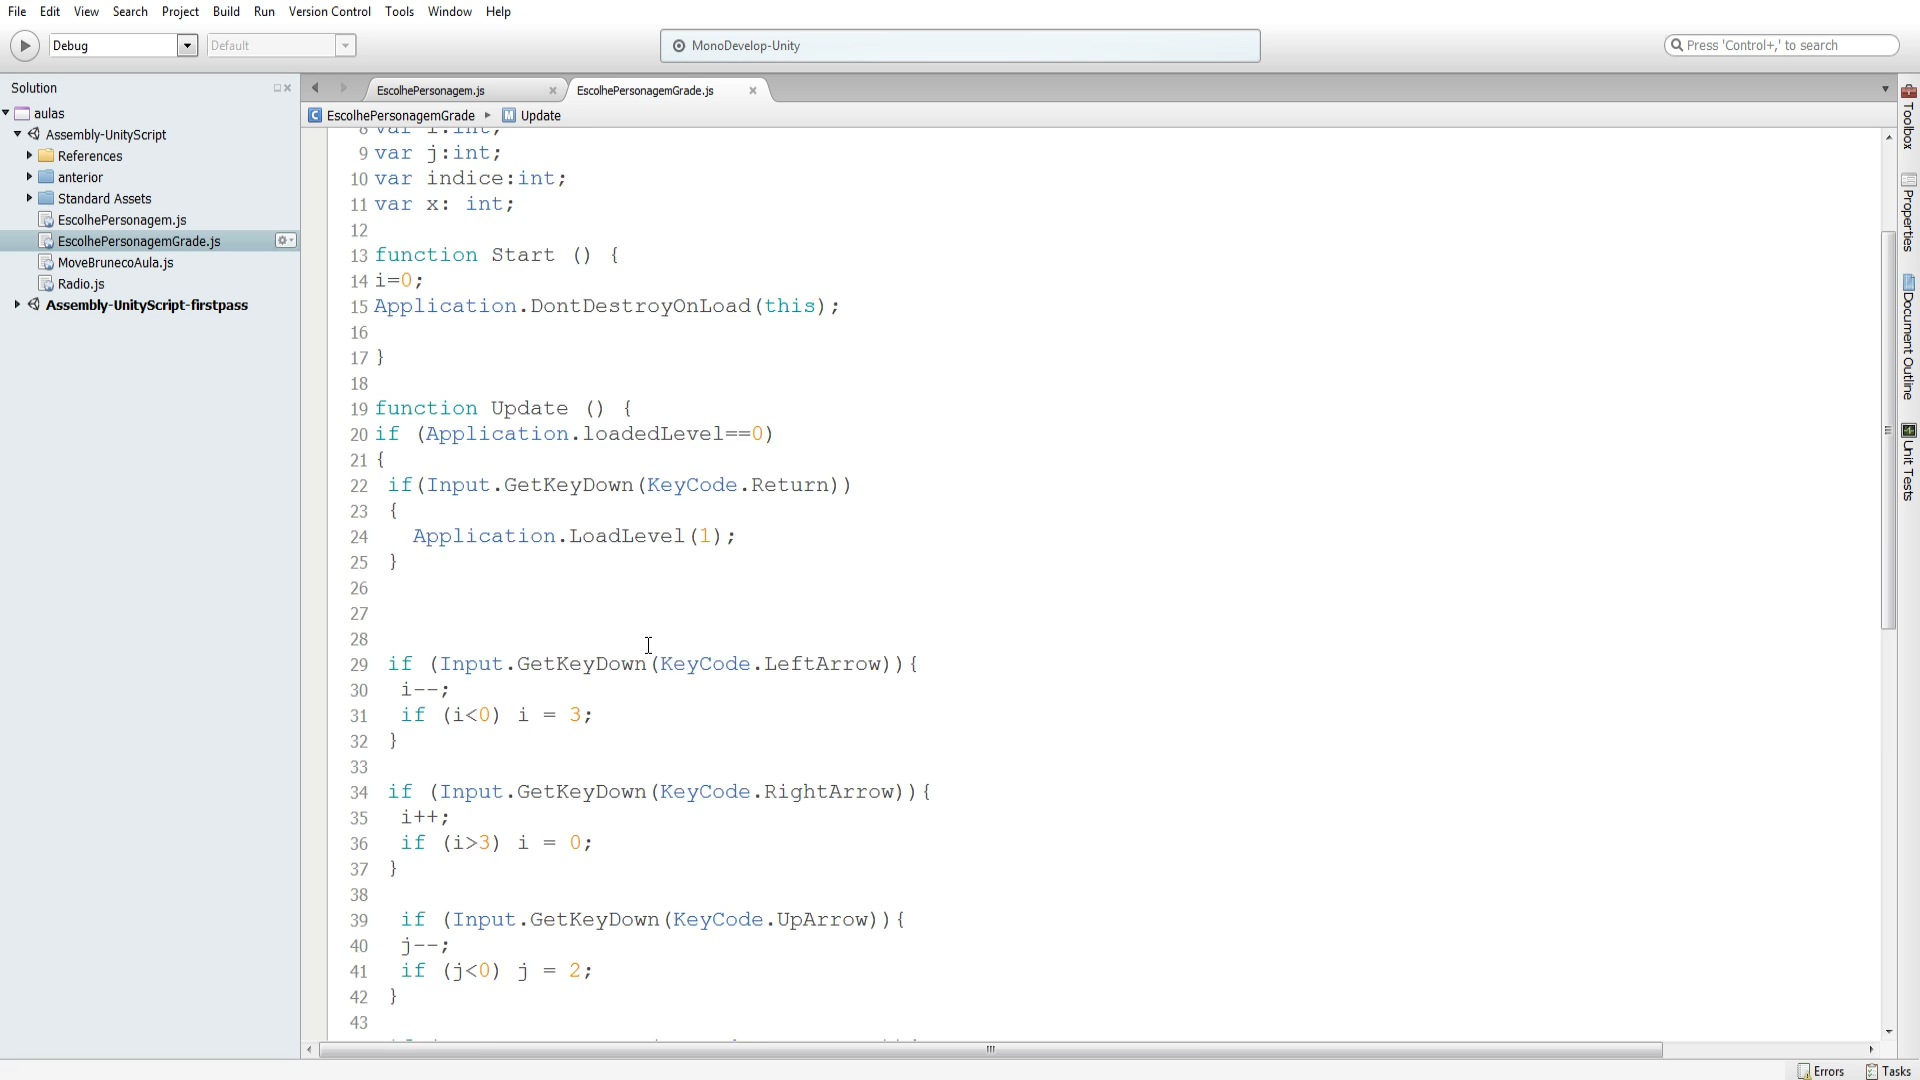 File Edit View Search Project Build Run Version Control Tools Window Help
Debug Default MonoDevelop-Unity Press 'Control+,' to search
Solution
aulas
Assembly-UnityScript
References
anterior
Standard Assets
EscolhePersonagem.js
EscolhePersonagemGrade.js
MoveBrunecoAula.js
Radio.js
Assembly-UnityScript-firstpass
EscolhePersonagem.js EscolhePersonagemGrade.js
EscolhePersonagemGrade Update
8 var i:int;
9 var j:int;
10 var indice:int;
11 var x: int;
12
13 function Start () {
14 i=0;
15 Application.DontDestroyOnLoad(this);
16
17 }
18
19 function Update () {
20 if (Application.loadedLevel==0)
21 {
22 if(Input.GetKeyDown(KeyCode.Return))
23 {
24 Application.LoadLevel(1);
25 }
26
27
28
29 if (Input.GetKeyDown(KeyCode.LeftArrow)){
30 i--;
31 if (i<0) i = 3;
32 }
33
34 if (Input.GetKeyDown(KeyCode.RightArrow)){
35 i++;
36 if (i>3) i = 0;
37 }
38
39 if (Input.GetKeyDown(KeyCode.UpArrow)){
40 j--;
41 if (j<0) j = 2;
42 }
43
Toolbox
Properties
Document Outline
Unit Tests
Errors Tasks